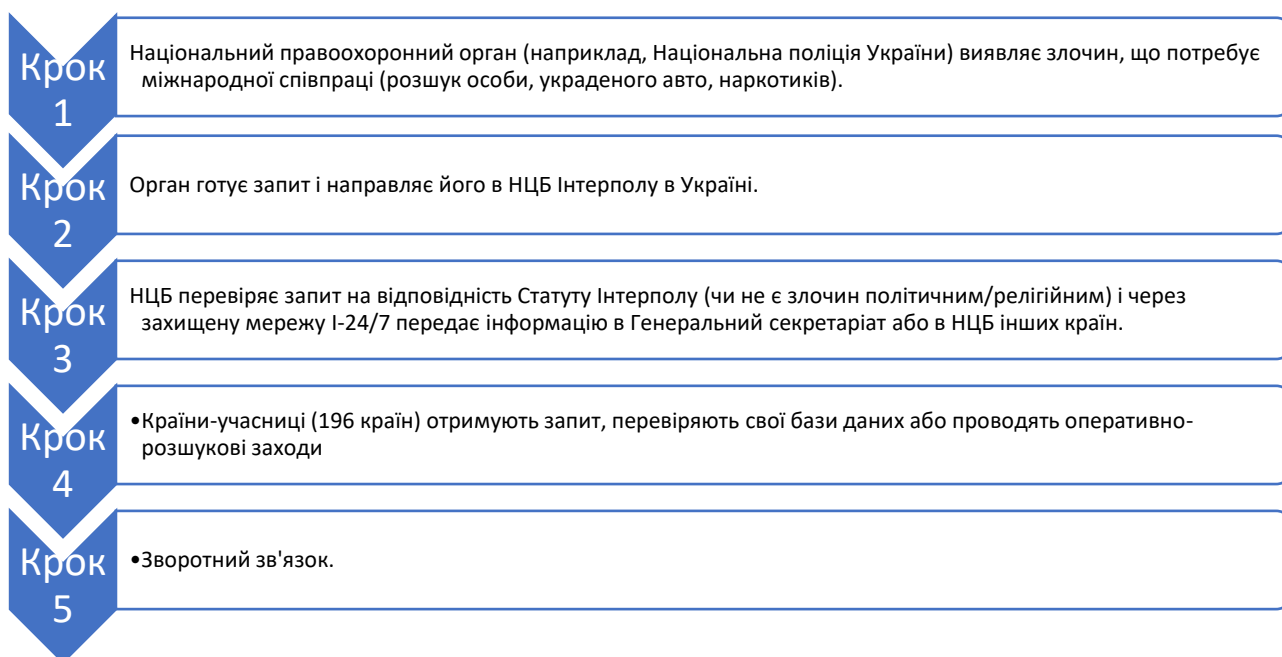 Крок
1
Національний правоохоронний орган (наприклад, Національна поліція України) виявляє злочин, що потребує
міжнародної співпраці (розшук особи, украденого авто, наркотиків).
Крок
2
Орган готує запит і направляє його в НЦБ Інтерполу в Україні.
Крок
3
НЦБ перевіряє запит на відповідність Статуту Інтерполу (чи не є злочин політичним/релігійним) і через
захищену мережу I-24/7 передає інформацію в Генеральний секретаріат або в НЦБ інших країн.
Крок
4
•Країни-учасниці (196 країн) отримують запит, перевіряють свої бази даних або проводять оперативно-
розшукові заходи
Крок
5
•Зворотний зв'язок.